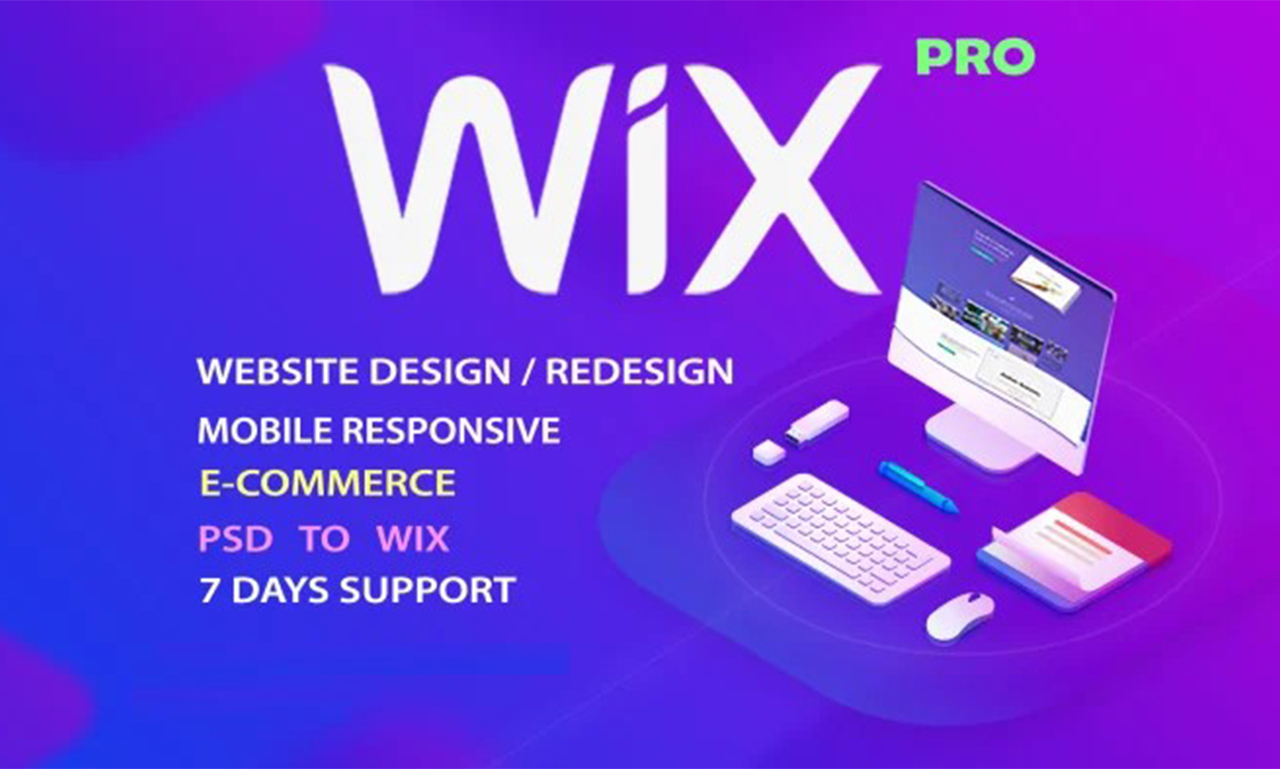 WiX
PRO
WEBSITE DESIGN / REDESIGN
MOBILE RESPONSIVE
E-COMMERCE
PSD TO WIX
7 DAYS SUPPORT